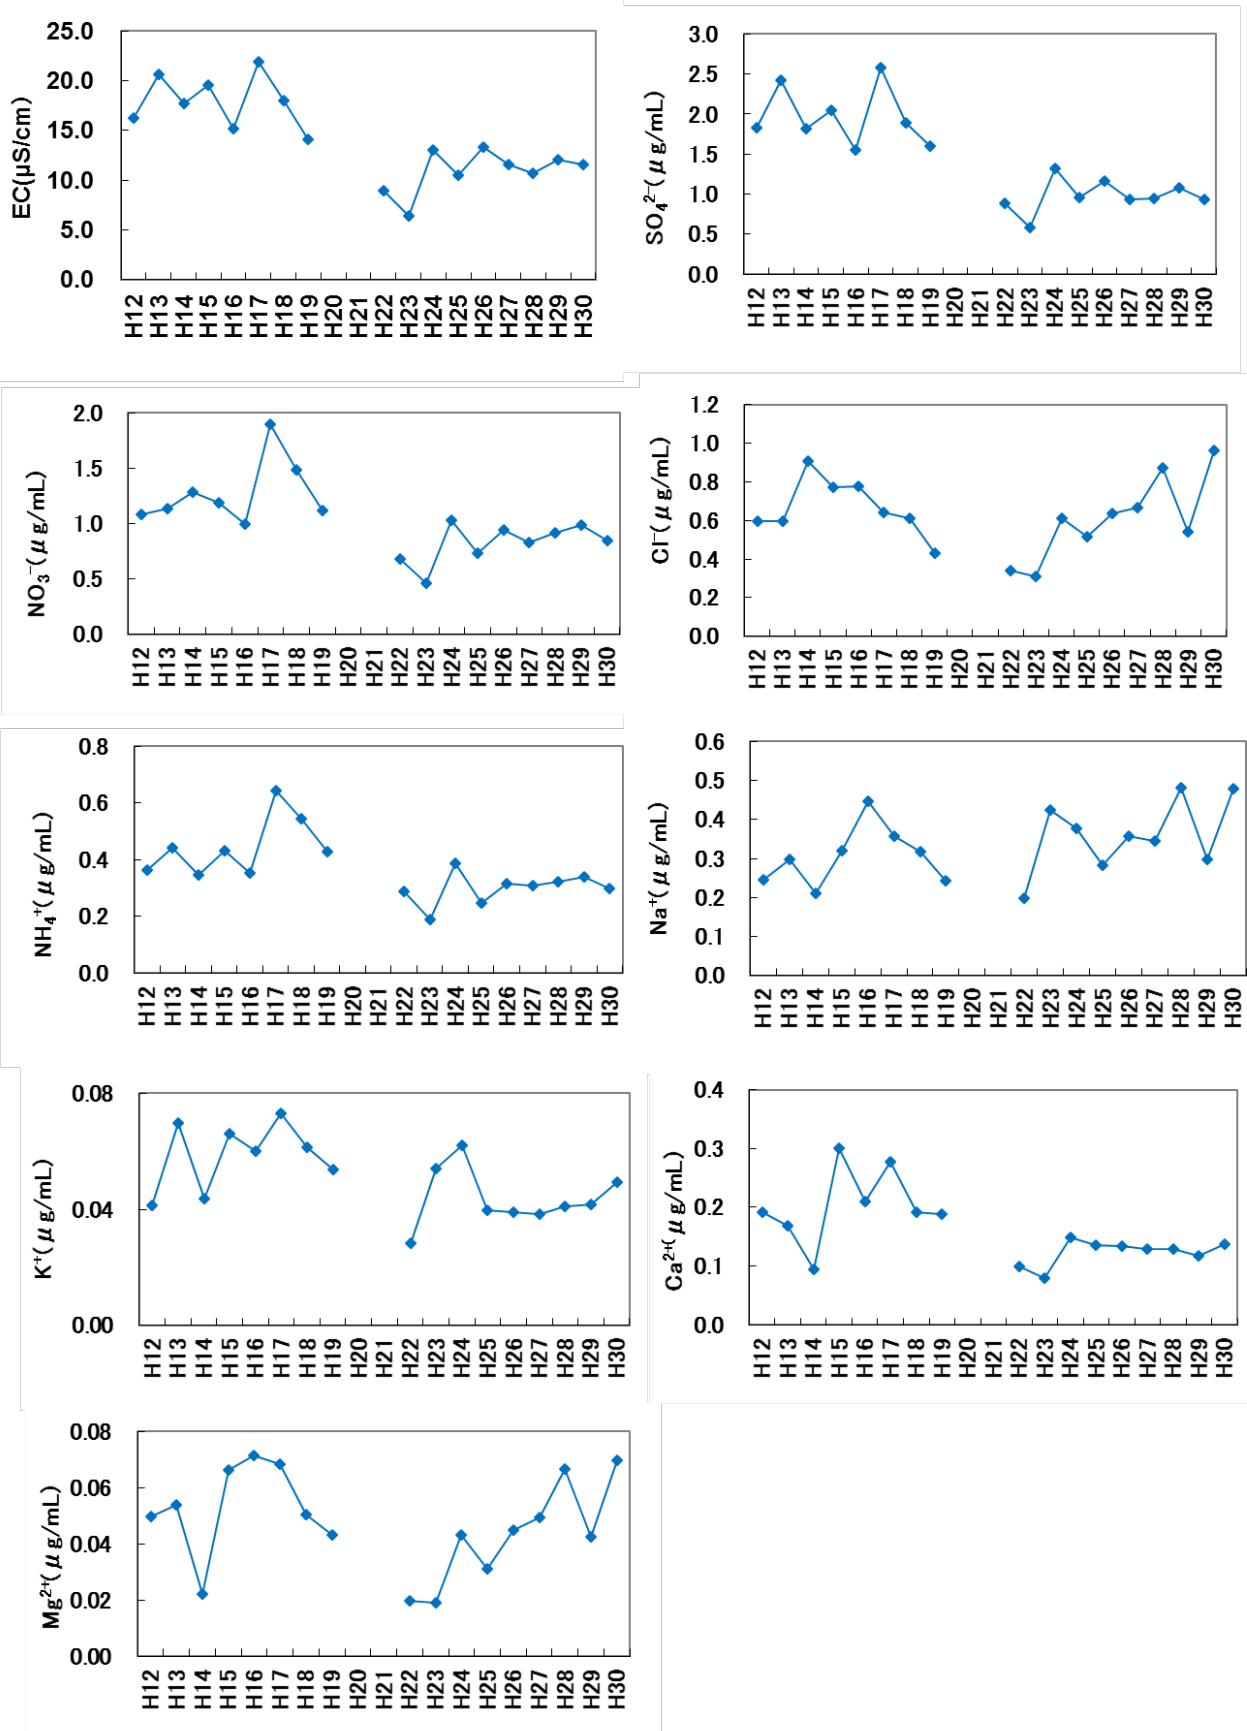 EC(μS/cm)
25.0
20.0
15.0
10.0
5.0
0.0
H12 H13 H14 H15 H16 H17 H18 H19 H20 H21 H22 H23 H24 H25 H26 H27 H28 H29 H30
SO₄²⁻(μg/mL)
3.0
2.5
2.0
1.5
1.0
0.5
0.0
H12 H13 H14 H15 H16 H17 H18 H19 H20 H21 H22 H23 H24 H25 H26 H27 H28 H29 H30
NO₃⁻(μg/mL)
2.0
1.5
1.0
0.5
0.0
H12 H13 H14 H15 H16 H17 H18 H19 H20 H21 H22 H23 H24 H25 H26 H27 H28 H29 H30
Cl⁻(μg/mL)
1.2
1.0
0.8
0.6
0.4
0.2
0.0
H12 H13 H14 H15 H16 H17 H18 H19 H20 H21 H22 H23 H24 H25 H26 H27 H28 H29 H30
NH₄⁺(μg/mL)
0.8
0.6
0.4
0.2
0.0
H12 H13 H14 H15 H16 H17 H18 H19 H20 H21 H22 H23 H24 H25 H26 H27 H28 H29 H30
Na⁺(μg/mL)
0.6
0.5
0.4
0.3
0.2
0.1
0.0
H12 H13 H14 H15 H16 H17 H18 H19 H20 H21 H22 H23 H24 H25 H26 H27 H28 H29 H30
K⁺(μg/mL)
0.08
0.04
0.00
H12 H13 H14 H15 H16 H17 H18 H19 H20 H21 H22 H23 H24 H25 H26 H27 H28 H29 H30
Ca²⁺(μg/mL)
0.4
0.3
0.2
0.1
0.0
H12 H13 H14 H15 H16 H17 H18 H19 H20 H21 H22 H23 H24 H25 H26 H27 H28 H29 H30
Mg²⁺(μg/mL)
0.08
0.06
0.04
0.02
0.00
H12 H13 H14 H15 H16 H17 H18 H19 H20 H21 H22 H23 H24 H25 H26 H27 H28 H29 H30